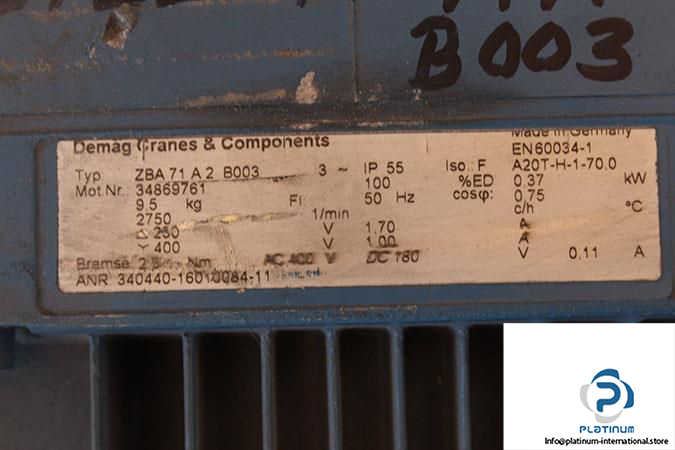 B003
Demag Cranes & Components
Made in Germany
EN60034-1
Typ ZBA 71 A 2 B003 3 ~ IP 55 Iso.: F A20T-H-1-70.0
Mot.Nr.: 34869761 100 %ED 0,37 kW
9,5 kg Fl: 50 Hz cosφ: 0,75
2750 1/min c/h °C
Δ 230 V 1,70 A
Y 400 V 1,00 A
Bremse Nm AC 400 V DC 180 V 0,11 A
ANR 340440-16010084-11
P
PLATINUM
Info@platinum-international.store